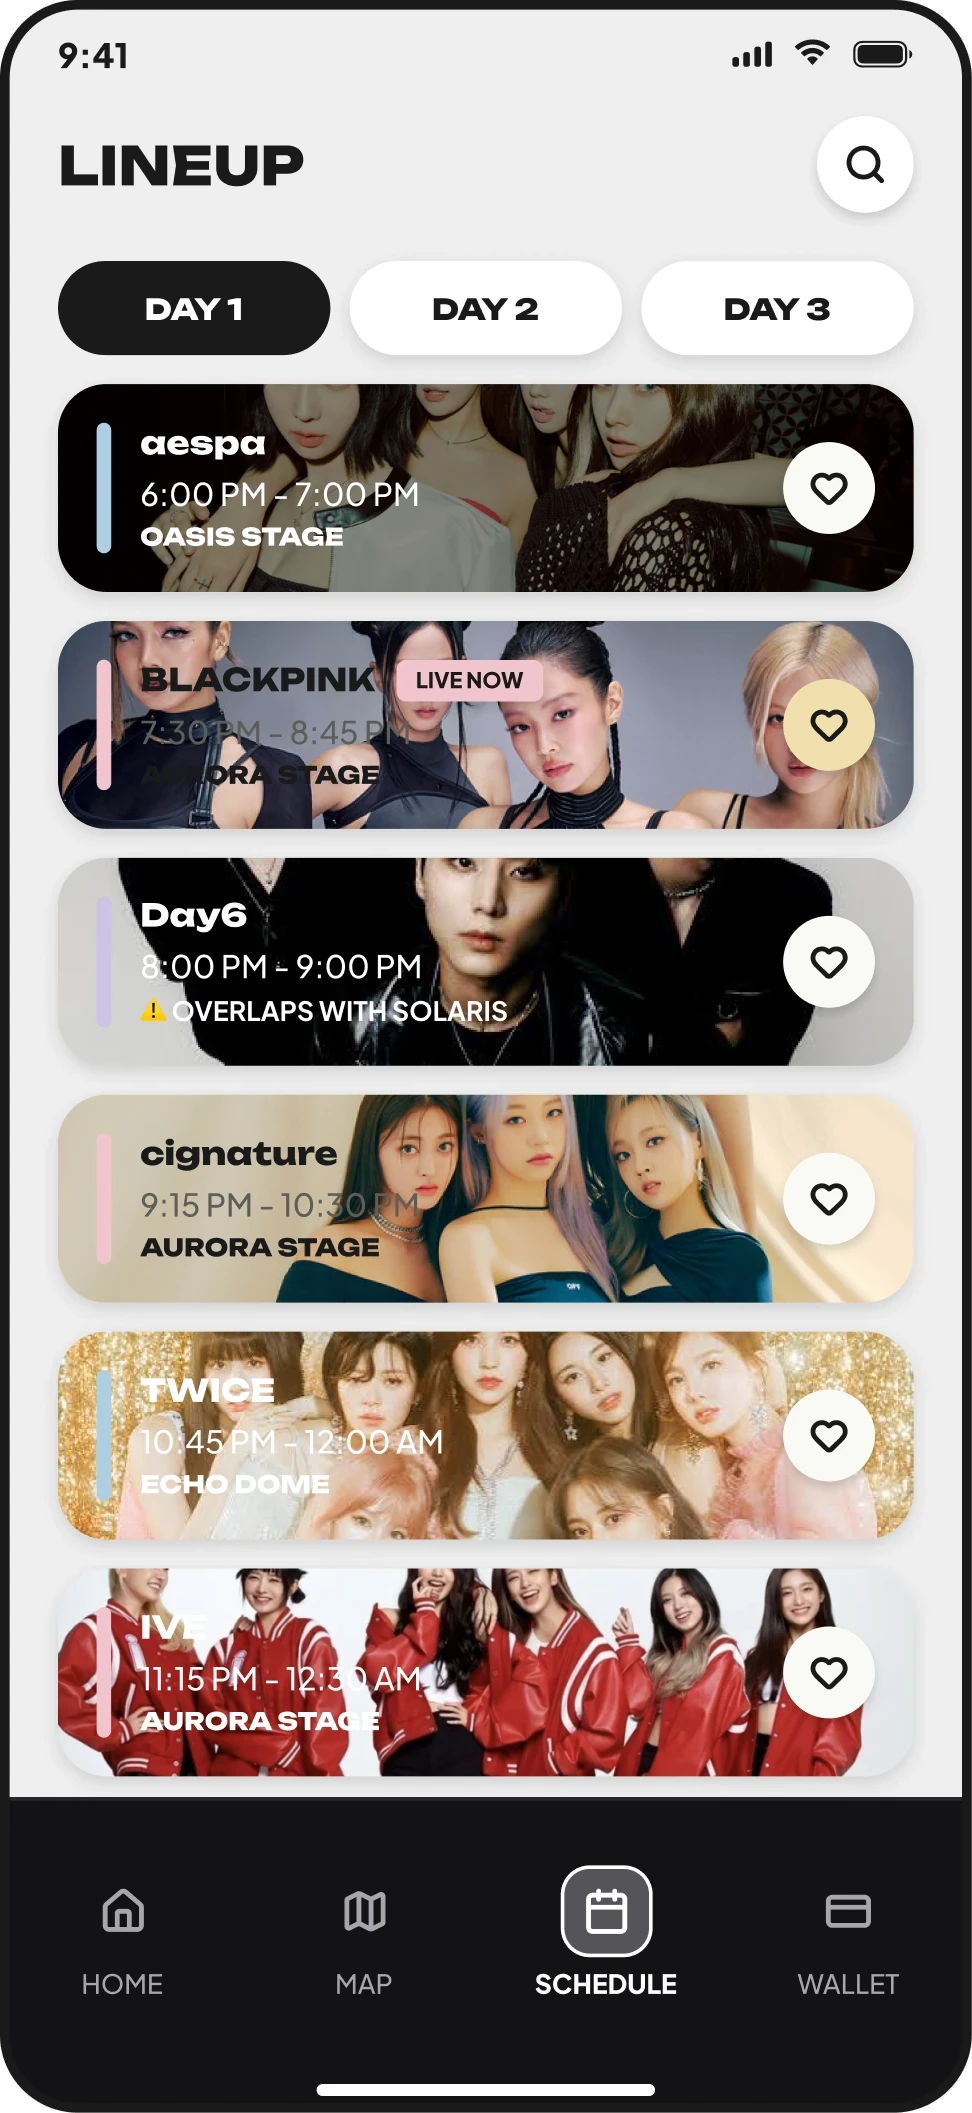 9:41
LINEUP
DAY 1
DAY 2
DAY 3
aespa
6:00 PM - 7:00 PM
OASIS STAGE
BLACKPINK
LIVE NOW
7:30 PM - 8:45 PM
AURORA STAGE
Day6
8:00 PM - 9:00 PM
⚠️ OVERLAPS WITH SOLARIS
cignature
9:15 PM - 10:30 PM
AURORA STAGE
OFF
TWICE
10:45 PM - 12:00 AM
ECHO DOME
IVE
11:15 PM - 12:30 AM
AURORA STAGE
HOME
MAP
SCHEDULE
WALLET